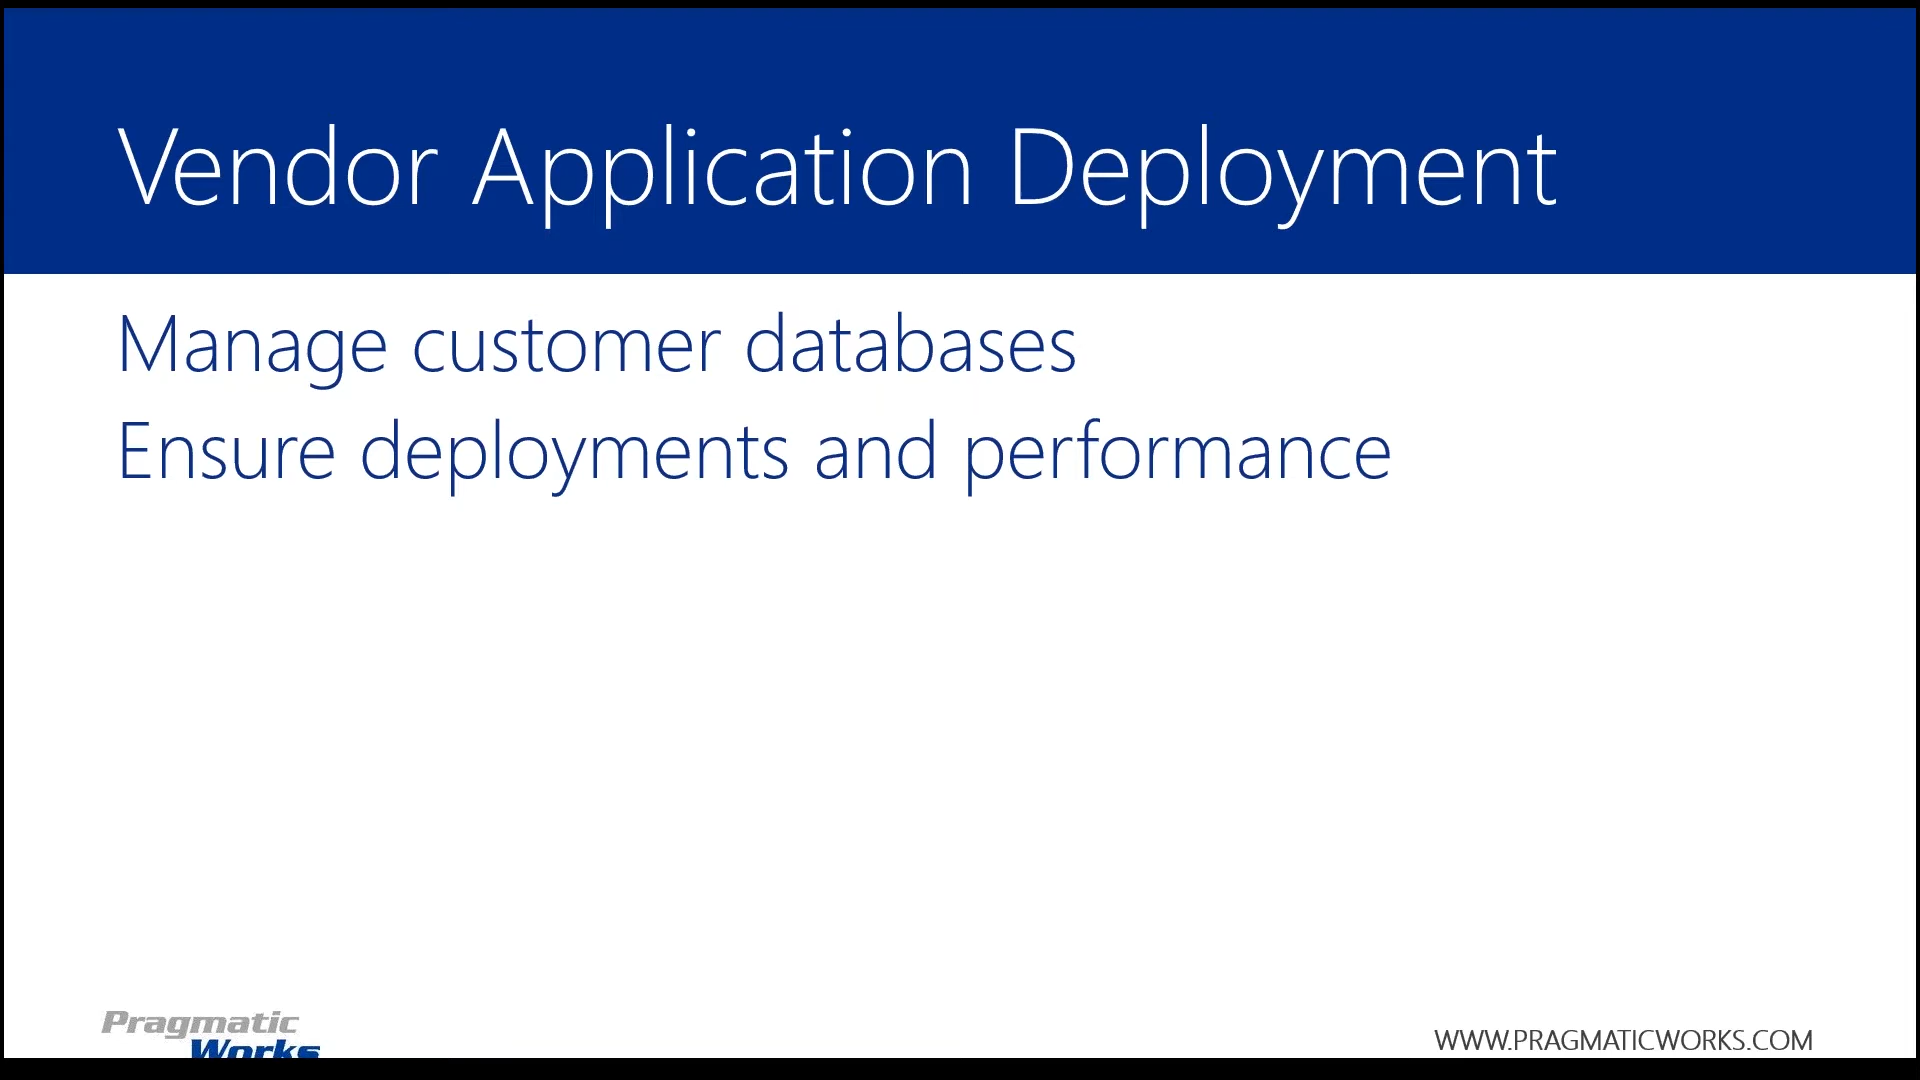 Vendor Application Deployment
Manage customer databases
Ensure deployments and performance
Pragmatic
Works
WWW.PRAGMATICWORKS.COM